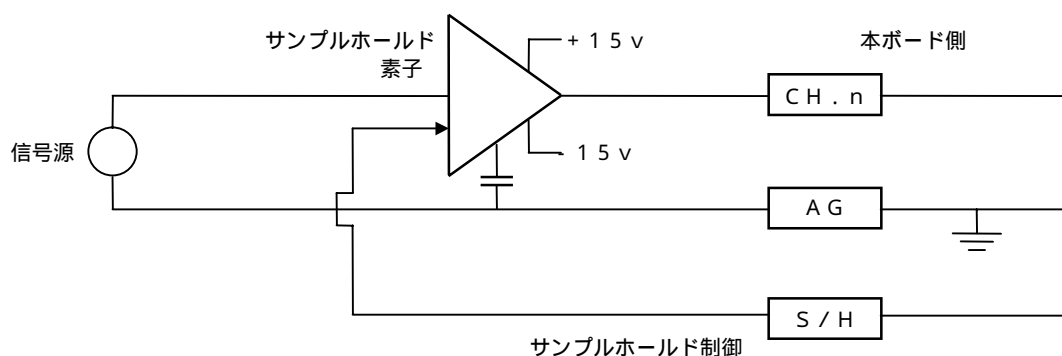 サンプルホールド
素子
+15v
本ボード側
CH.n
信号源
- 15v
AG
S/H
サンプルホールド制御